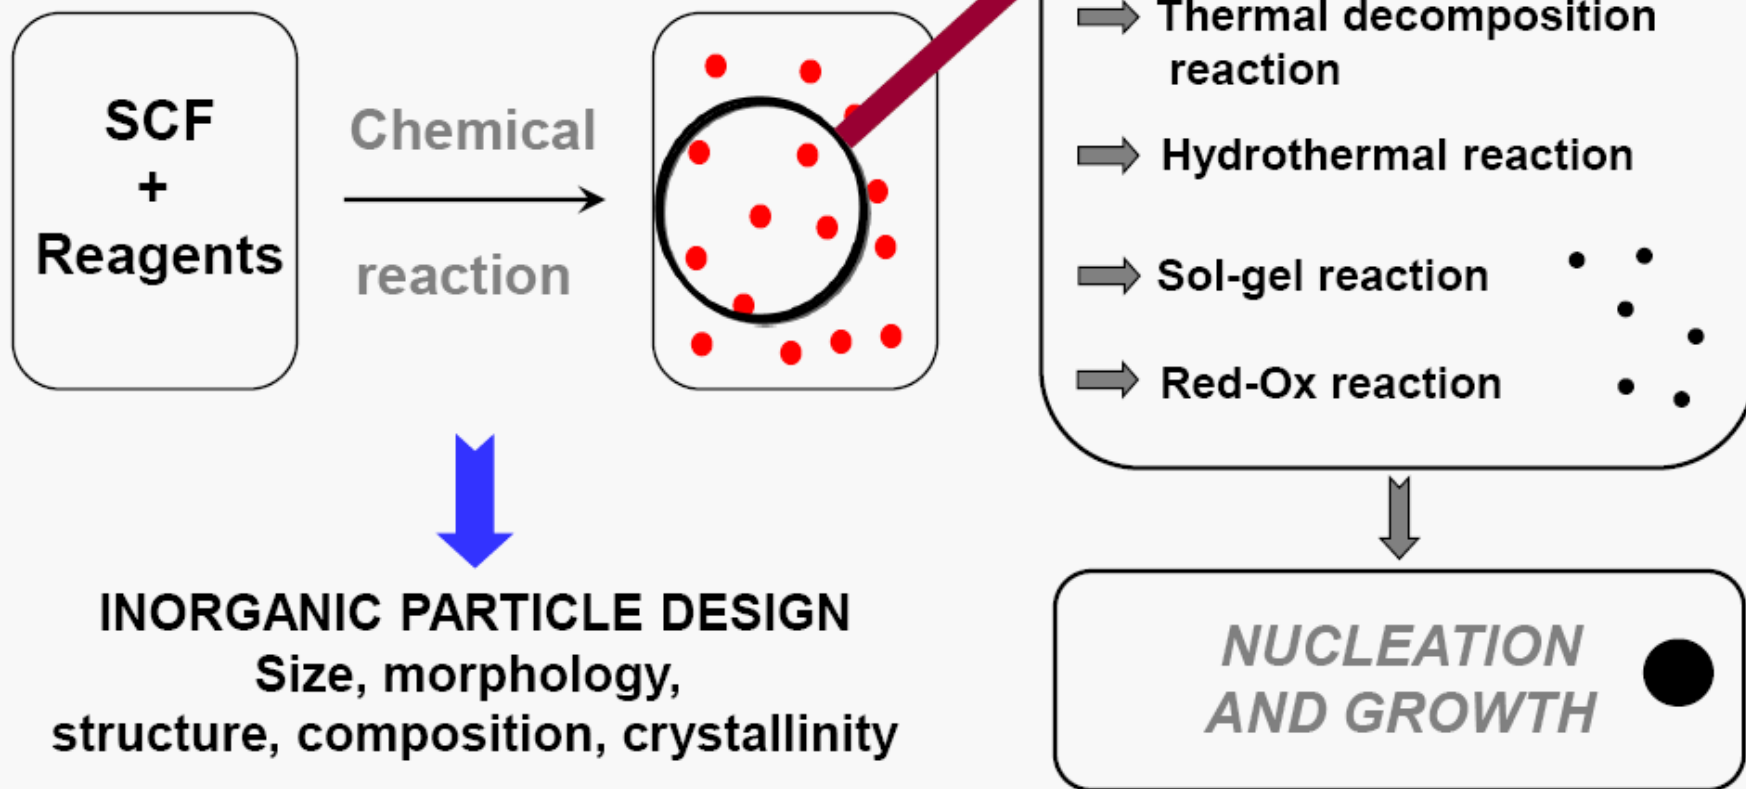 SCF
+
Reagents
Chemical
reaction
Thermal decomposition
reaction
Hydrothermal reaction
Sol-gel reaction
Red-Ox reaction
INORGANIC PARTICLE DESIGN
Size, morphology,
structure, composition, crystallinity
NUCLEATION
AND GROWTH